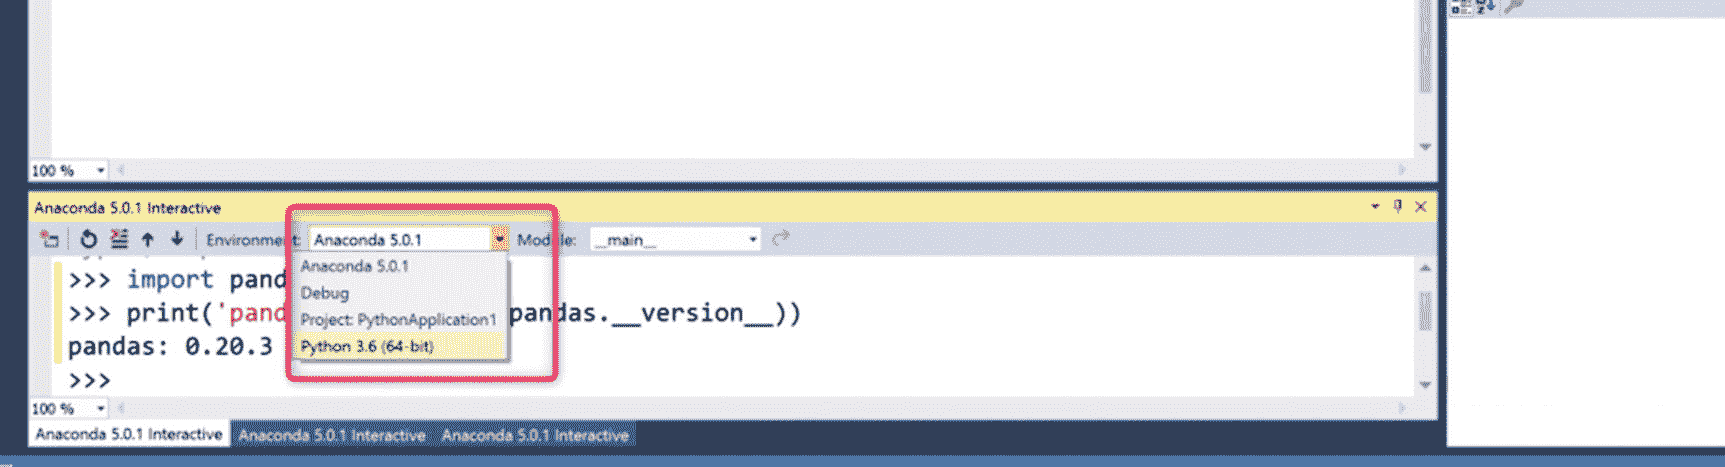 100 %
Anaconda 5.0.1 Interactive
Environment: Anaconda 5.0.1 Module: __main__
Anaconda 5.0.1
Debug
Project: PythonApplication1
Python 3.6 (64-bit)
>>> import pand
>>> print('pand pandas.__version__))
pandas: 0.20.3
>>>
100 %
Anaconda 5.0.1 Interactive Anaconda 5.0.1 Interactive Anaconda 5.0.1 Interactive